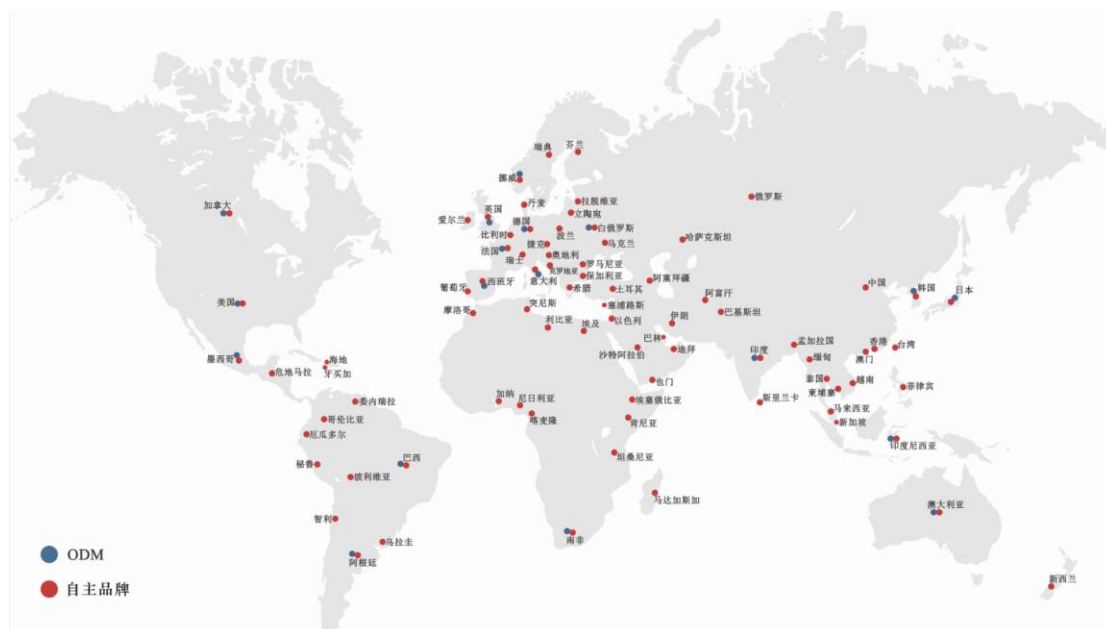 瑞典
芬兰
挪威
俄罗斯
加拿大
丹麦
拉脱维亚
英国
立陶宛
爱尔兰
德国
白俄罗斯
比利时
波兰
哈萨克斯坦
捷克
乌克兰
法国
瑞士
奥地利
罗马尼亚
克罗地亚
保加利亚
阿塞拜疆
意大利
西班牙
葡萄牙
希腊
土耳其
阿富汗
中国
韩国
日本
美国
突尼斯
塞浦路斯
摩洛哥
利比亚
埃及
以色列
伊朗
巴基斯坦
巴林
沙特阿拉伯
迪拜
印度
孟加拉国
香港
台湾
澳门
缅甸
墨西哥
海地
危地马拉
牙买加
也门
泰国
越南
菲律宾
柬埔寨
委内瑞拉
加纳
尼日利亚
埃塞俄比亚
斯里兰卡
马来西亚
哥伦比亚
喀麦隆
肯尼亚
新加坡
厄瓜多尔
印度尼西亚
秘鲁
巴西
坦桑尼亚
玻利维亚
马达加斯加
智利
澳大利亚
乌拉圭
南非
阿根廷
ODM
自主品牌
新西兰